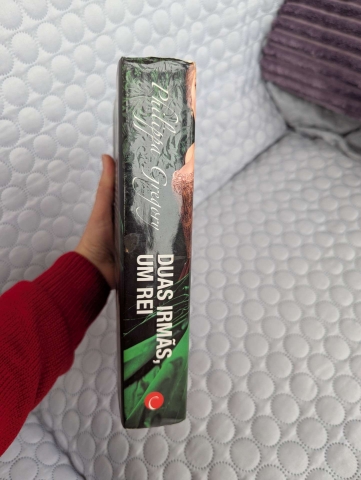 Philippa Gregory
DUAS IRMÃS,
UM REI